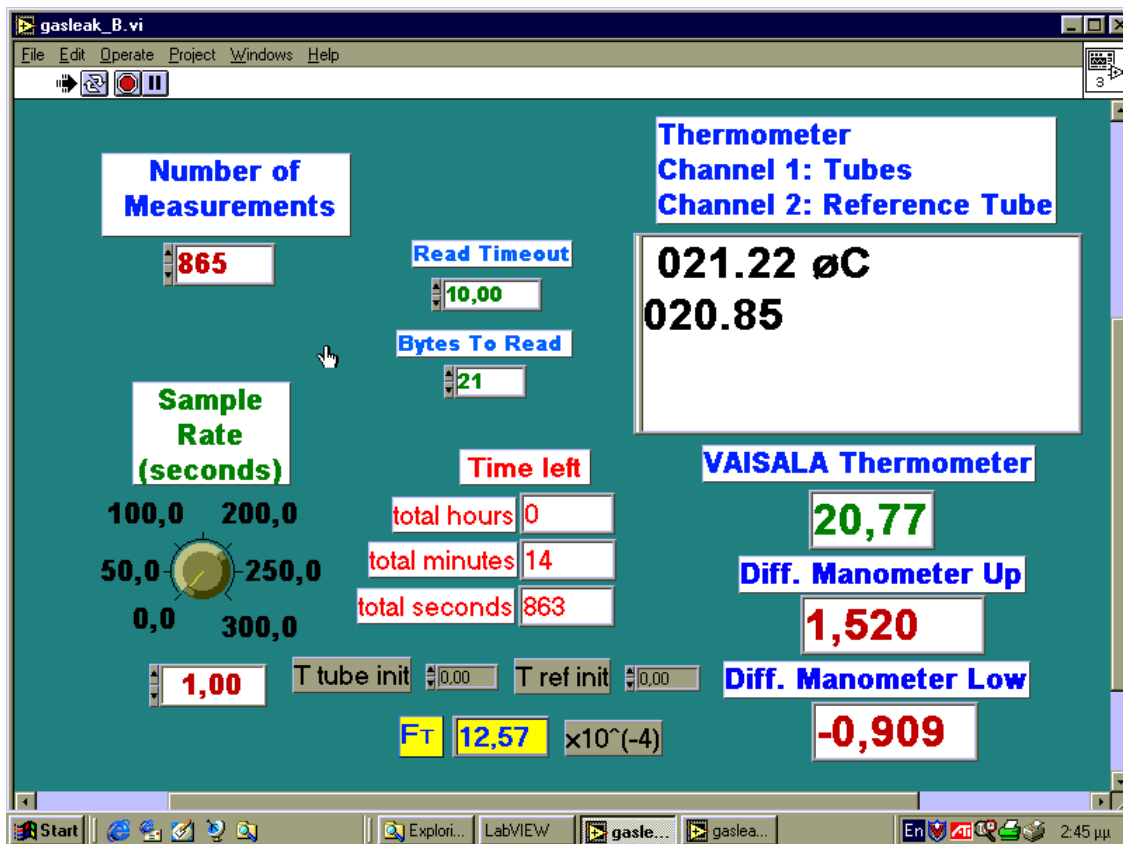 gasleak_B.vi
File Edit Operate Project Windows Help
3
Number of
Measurements
865
Read Timeout
10,00
Bytes To Read
21
Thermometer
Channel 1: Tubes
Channel 2: Reference Tube
021.22 øC
020.85
Sample
Rate
(seconds)
100,0 200,0
50,0 250,0
0,0 300,0
1,00
Time left
total hours 0
total minutes 14
total seconds 863
VAISALA Thermometer
20,77
Diff. Manometer Up
1,520
Diff. Manometer Low
-0,909
T tube init 0,00 T ref init 0,00
FT 12,57 x10^(-4)
Start Explori... LabVIEW gasle... gaslea... En ATI 2:45 μμ